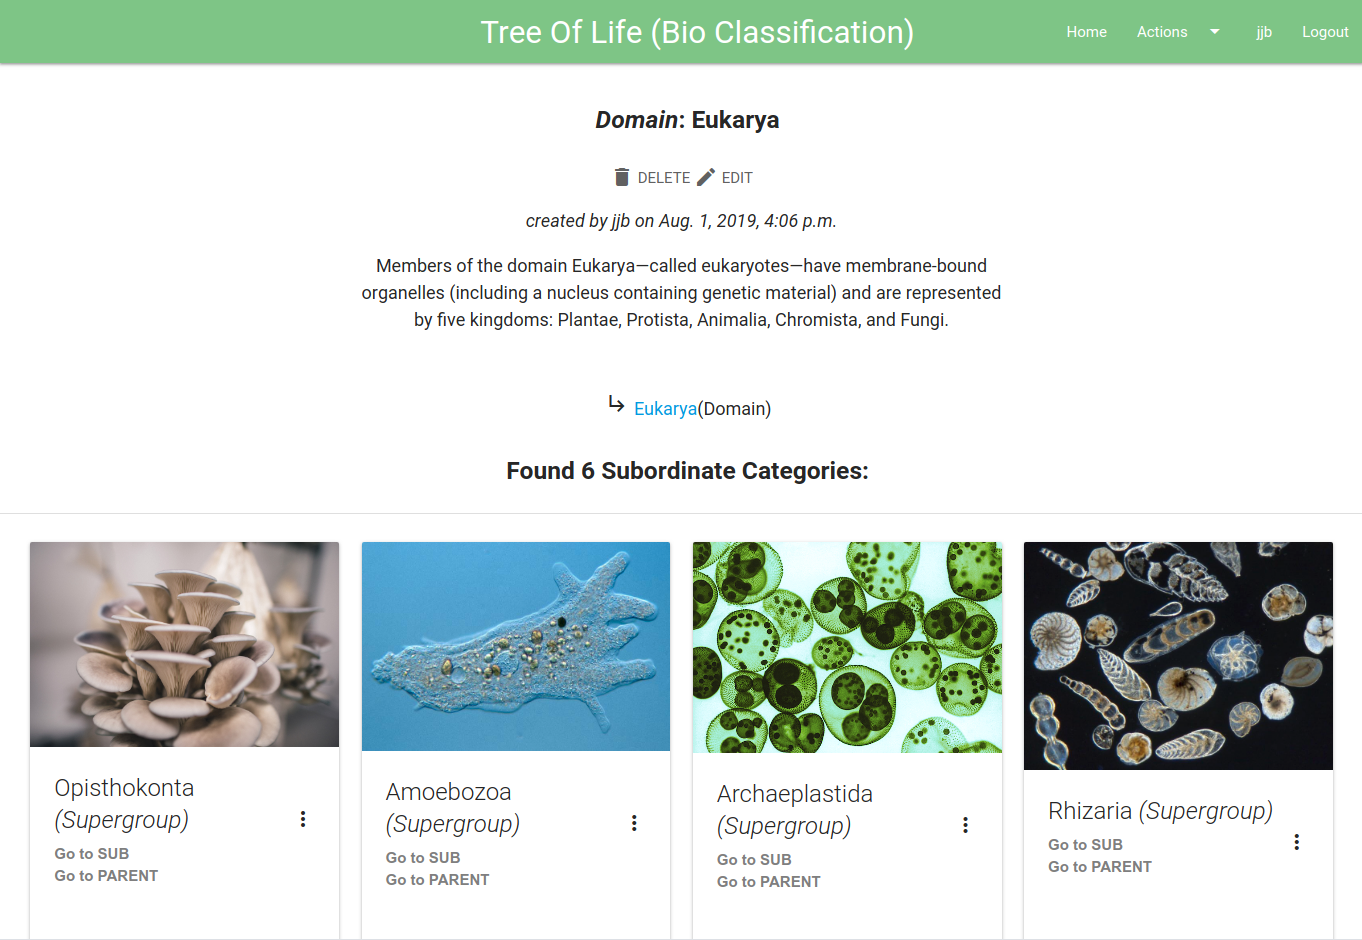 Tree Of Life (Bio Classification)
Home Actions jjb Logout
Domain: Eukarya
DELETE EDIT
created by jjb on Aug. 1, 2019, 4:06 p.m.
Members of the domain Eukarya—called eukaryotes—have membrane-bound
organelles (including a nucleus containing genetic material) and are represented
by five kingdoms: Plantae, Protista, Animalia, Chromista, and Fungi.
Eukarya(Domain)
Found 6 Subordinate Categories:
Opisthokonta
(Supergroup)
Go to SUB
Go to PARENT
Amoebozoa
(Supergroup)
Go to SUB
Go to PARENT
Archaeplastida
(Supergroup)
Go to SUB
Go to PARENT
Rhizaria (Supergroup)
Go to SUB
Go to PARENT